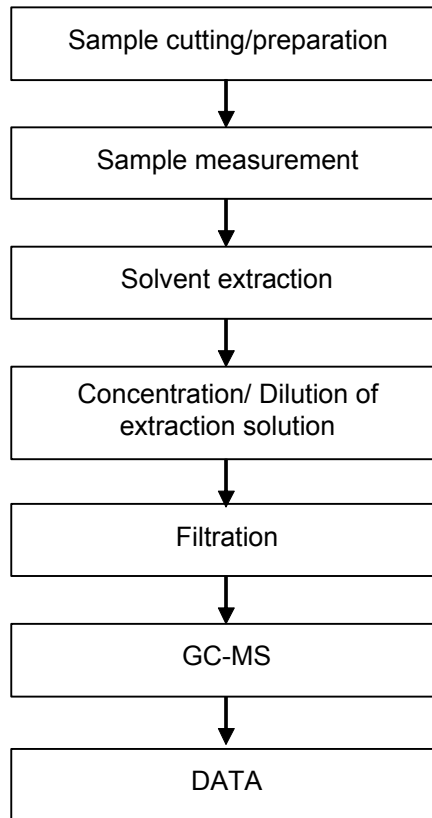 Sample cutting/preparation
Sample measurement
Solvent extraction
Concentration/ Dilution of
extraction solution
Filtration
GC-MS
DATA